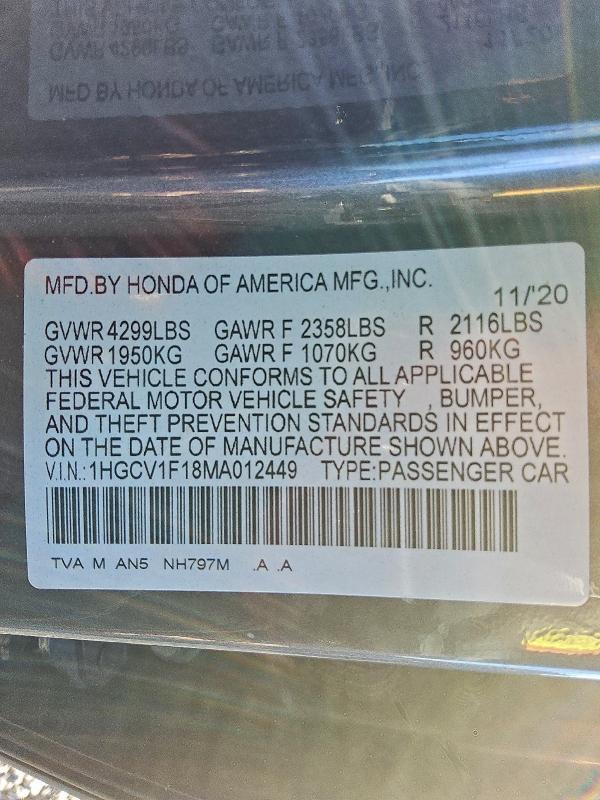 MFD.BY HONDA OF AMERICA MFG.,INC.
11/'20
GVWR 4299LBS GAWR F 2358LBS R 2116LBS
GVWR 1950KG GAWR F 1070KG R 960KG
THIS VEHICLE CONFORMS TO ALL APPLICABLE
FEDERAL MOTOR VEHICLE SAFETY , BUMPER,
AND THEFT PREVENTION STANDARDS IN EFFECT
ON THE DATE OF MANUFACTURE SHOWN ABOVE.
V.I.N.:1HGCV1F18MA012449 TYPE:PASSENGER CAR
TVA M AN5 NH797M .A .A